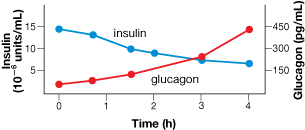 Insulin
(10⁻⁶ units/mL)
15
10
5
insulin
glucagon
450
300
150
Glucagon (pg/mL)
0
1
2
3
4
Time (h)